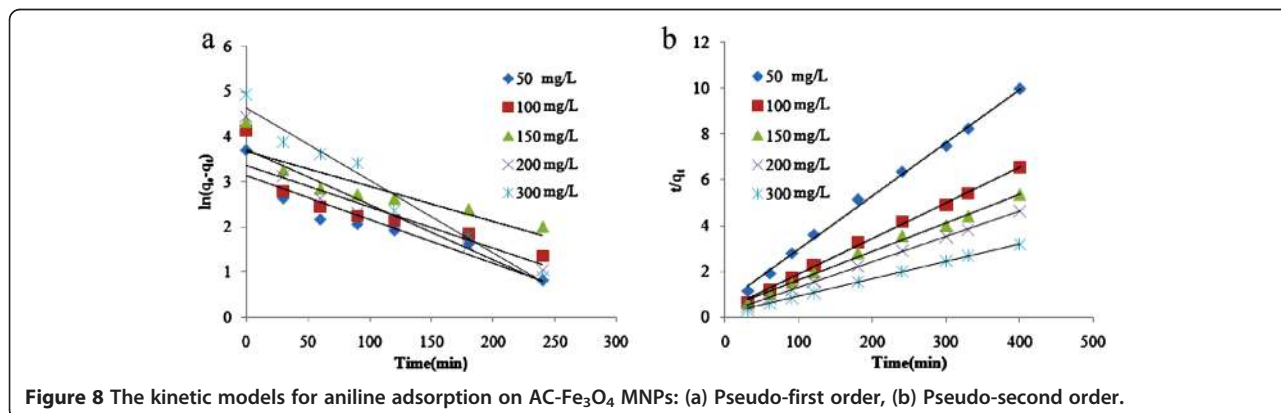 a
6
5
4
3
2
1
0
ln(qe-qt)
0 50 100 150 200 250 300
Time(min)
50 mg/L
100 mg/L
150 mg/L
200 mg/L
300 mg/L
b
12
10
8
6
4
2
0
t/qt
0 100 200 300 400 500
Time(min)
50 mg/L
100 mg/L
150 mg/L
200 mg/L
300 mg/L
Figure 8 The kinetic models for aniline adsorption on AC-Fe₃O₄ MNPs: (a) Pseudo-first order, (b) Pseudo-second order.